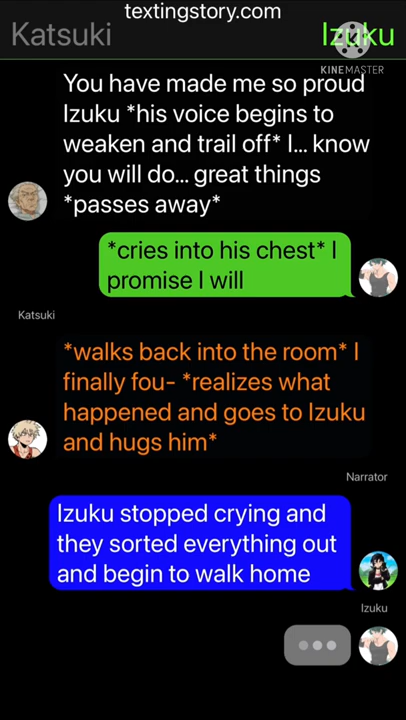 textingstory.com
Katsuki
Izuku
KINEMASTER
You have made me so proud
Izuku *his voice begins to
weaken and trail off* I... know
you will do... great things
*passes away*
*cries into his chest* I
promise I will
Katsuki
*walks back into the room* I
finally fou- *realizes what
happened and goes to Izuku
and hugs him*
Narrator
Izuku stopped crying and
they sorted everything out
and begin to walk home
Izuku